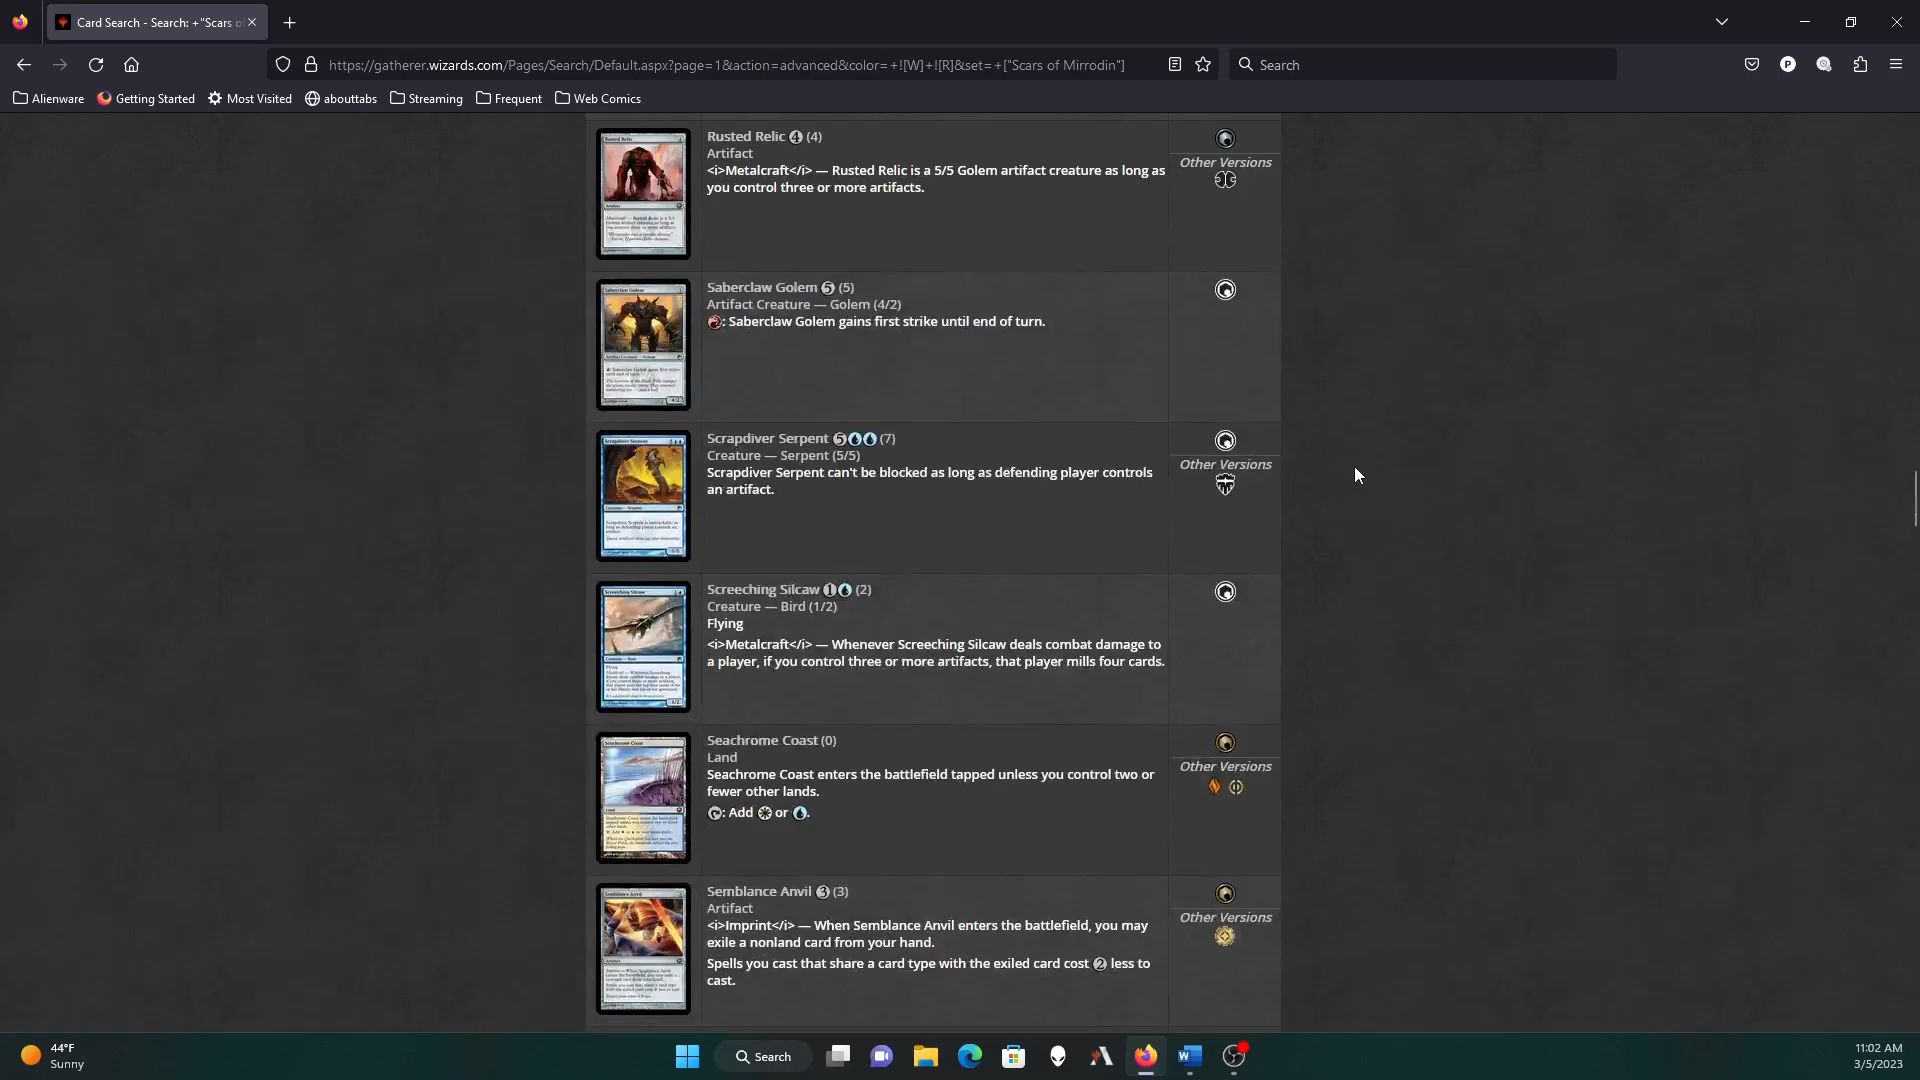 Card Search - Search: +"Scars o
https://gatherer.wizards.com/Pages/Search/Default.aspx?page=1&action=advanced&color=+![W]+![R]&set=+["Scars of Mirrodin"]
Search
Alienware
Getting Started
Most Visited
abouttabs
Streaming
Frequent
Web Comics
Rusted Relic 4 (4)
Artifact
<i>Metalcraft</i> — Rusted Relic is a 5/5 Golem artifact creature as long as
you control three or more artifacts.
Other Versions
Saberclaw Golem 5 (5)
Artifact Creature — Golem (4/2)
: Saberclaw Golem gains first strike until end of turn.
Scrapdiver Serpent 5 (7)
Creature — Serpent (5/5)
Scrapdiver Serpent can't be blocked as long as defending player controls
an artifact.
Other Versions
Screeching Silcaw 1 (2)
Creature — Bird (1/2)
Flying
<i>Metalcraft</i> — Whenever Screeching Silcaw deals combat damage to
a player, if you control three or more artifacts, that player mills four cards.
Seachrome Coast (0)
Land
Seachrome Coast enters the battlefield tapped unless you control two or
fewer other lands.
: Add or .
Other Versions
Semblance Anvil 3 (3)
Artifact
<i>Imprint</i> — When Semblance Anvil enters the battlefield, you may
exile a nonland card from your hand.
Spells you cast that share a card type with the exiled card cost 2 less to
cast.
Other Versions
44°F
Sunny
Search
11:02 AM
3/5/2023